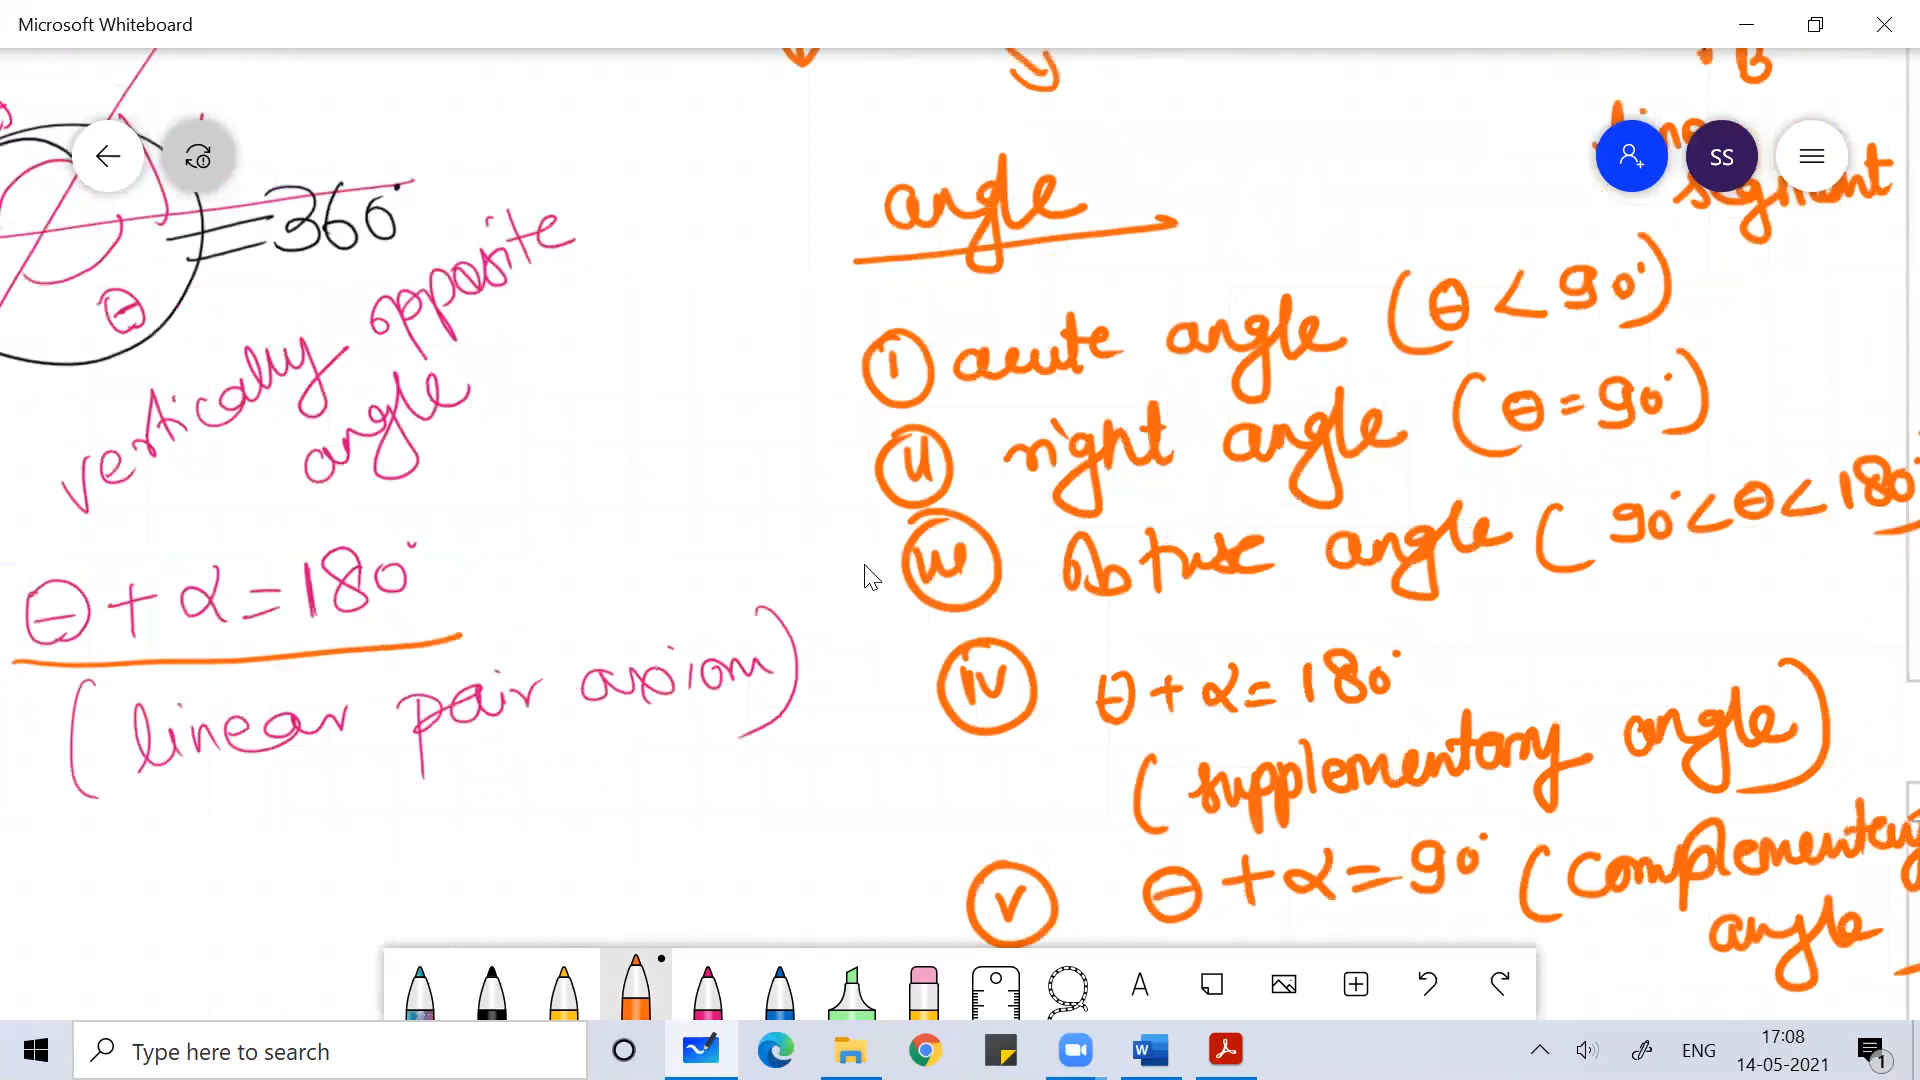 Microsoft Whiteboard
B
line
segment
SS
angle
= 360°
θ
vertically opposite
angle
θ + α = 180°
(linear pair axiom)
i acute angle (θ < 90°)
ii right angle (θ = 90°)
iii Obtuse angle (90° < θ < 180°
iv θ + α = 180°
(supplementary angle)
v θ + α = 90° (complementary
angle
A
Type here to search
ENG
17:08
14-05-2021
1